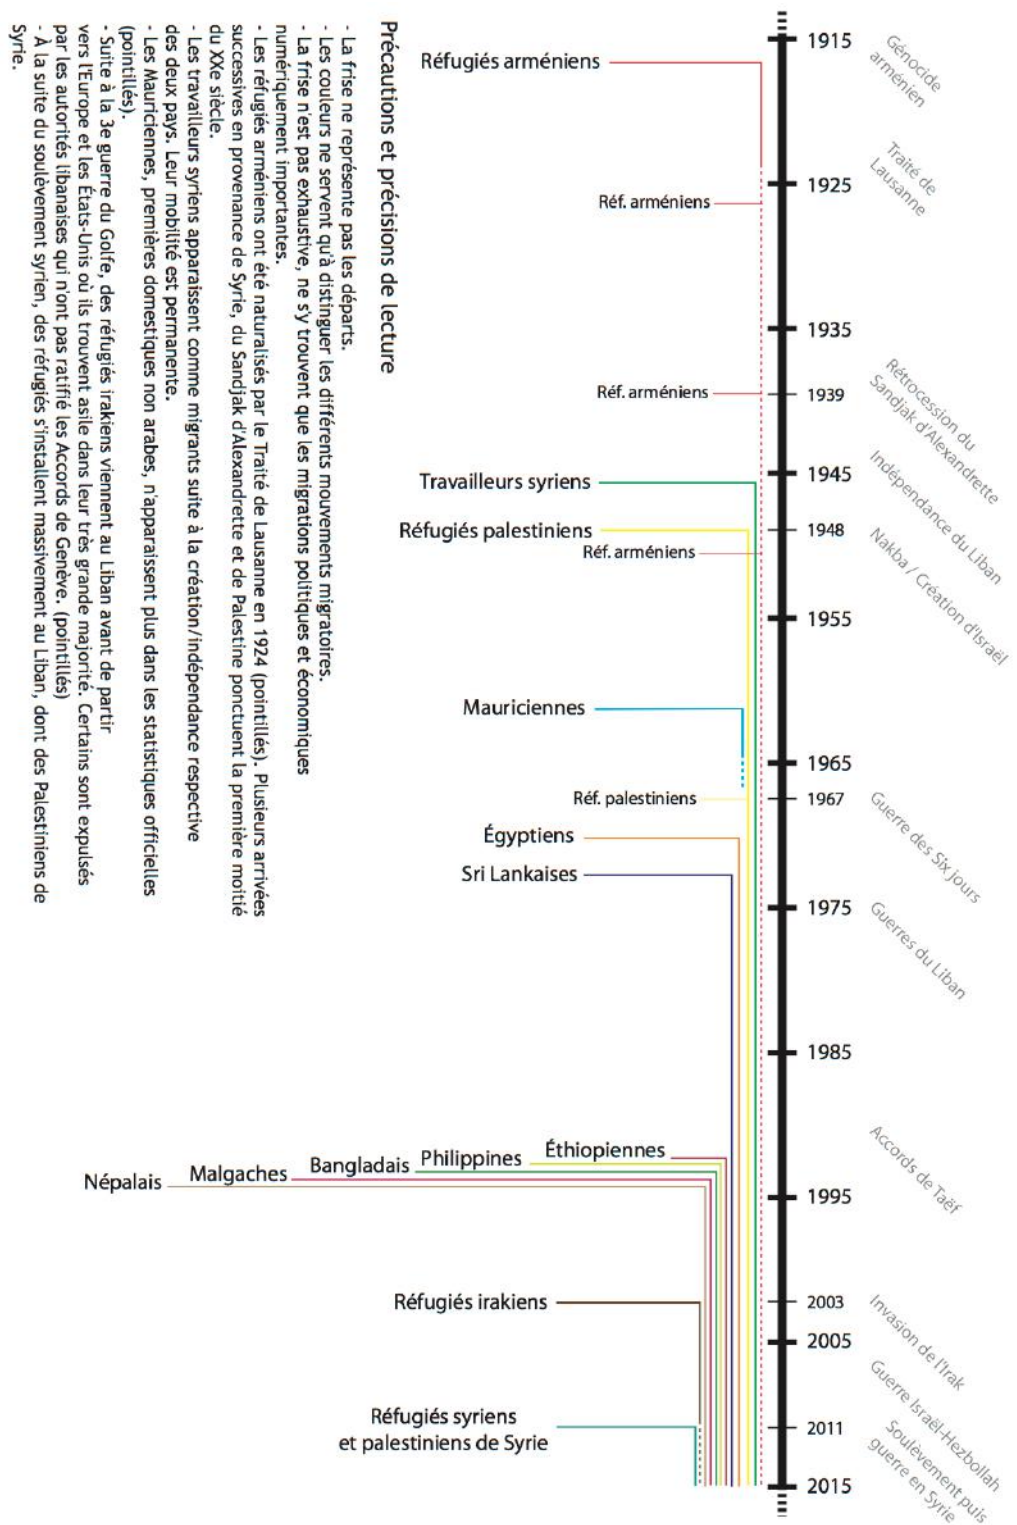 1915
Génocide
arménien
Réfugiés arméniens
Traité de
Lausanne
1925
Réf. arméniens
1935
Rétrocession du
Sandjak d'Alexandrette
1939
Réf. arméniens
Indépendance du Liban
1945
Travailleurs syriens
1948
Nakba / Création d'Israël
Réfugiés palestiniens
Réf. arméniens
1955
Mauriciennes
1965
1967
Guerre des Six jours
Réf. palestiniens
Égyptiens
Sri Lankaises
1975
Guerres du Liban
1985
Accords de Taëf
Éthiopiennes
Philippines
Bangladais
Malgaches
Népalais
1995
2003
Invasion de l'Irak
Réfugiés irakiens
2005
Guerre Israël-Hezbollah
2011
Soulèvement puis
guerre en Syrie
Réfugiés syriens
et palestiniens de Syrie
2015
Précautions et précisions de lecture
- La frise ne représente pas les départs.
- Les couleurs ne servent qu'à distinguer les différents mouvements migratoires.
- La frise n'est pas exhaustive, ne s'y trouvent que les migrations politiques et économiques
numériquement importantes.
- Les réfugiés arméniens ont été naturalisés par le Traité de Lausanne en 1924 (pointillés). Plusieurs arrivées
successives en provenance de Syrie, du Sandjak d'Alexandrette et de Palestine ponctuent la première moitié
du XXe siècle.
- Les travailleurs syriens apparaissent comme migrants suite à la création/indépendance respective
des deux pays. Leur mobilité est permanente.
- Les Mauriciennes, premières domestiques non arabes, n'apparaissent plus dans les statistiques officielles
(pointillés).
- Suite à la 3e guerre du Golfe, des réfugiés irakiens viennent au Liban avant de partir
vers l'Europe et les États-Unis où ils trouvent asile dans leur très grande majorité. Certains sont expulsés
par les autorités libanaises qui n'ont pas ratifié les Accords de Genève. (pointillés)
- À la suite du soulèvement syrien, des réfugiés s'installent massivement au Liban, dont des Palestiniens de
Syrie.